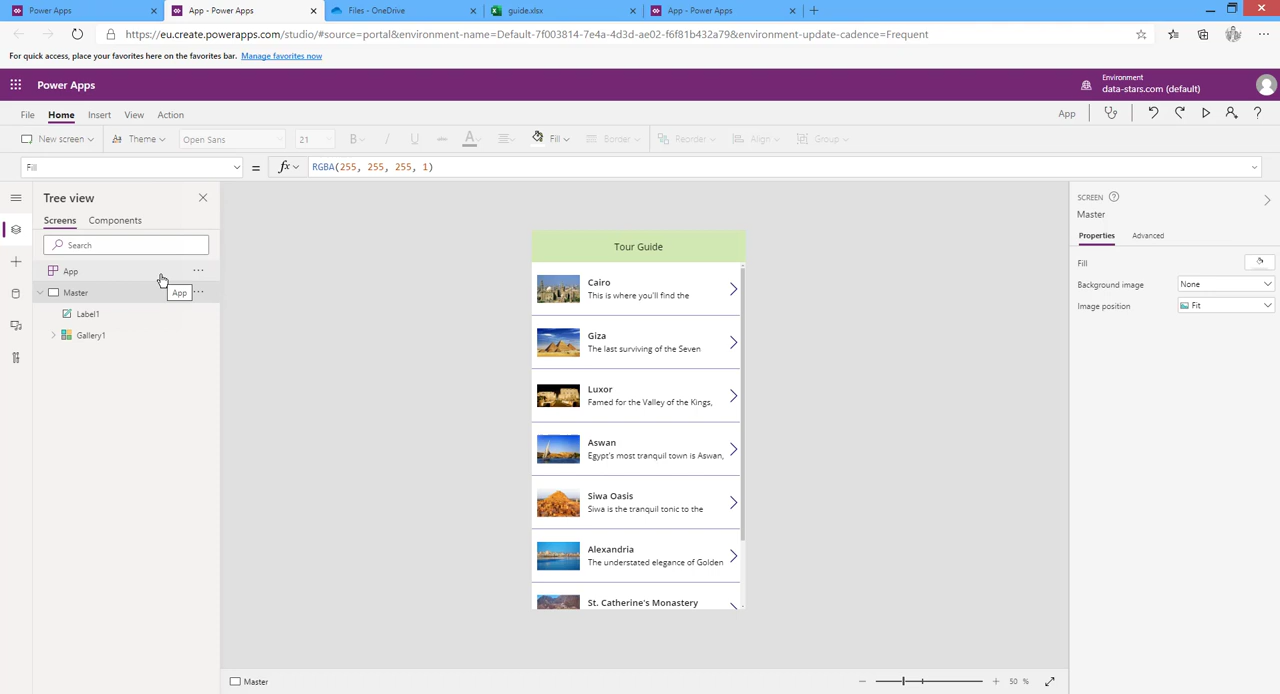 Power Apps
App - Power Apps
Files - OneDrive
guide.xlsx
App - Power Apps
https://eu.create.powerapps.com/studio/#source=portal&environment-name=Default-7f003814-7e4a-4d3d-ae02-f6f81b432a79&environment-update-cadence=Frequent
For quick access, place your favorites here on the favorites bar. Manage favorites now
Power Apps
Environment
data-stars.com (default)
File Home Insert View Action
App
New screen Theme Open Sans 21 B I U A Fill Border Reorder Align Group
Fill = fx RGBA(255, 255, 255, 1)
Tree view
Screens Components
Search
App
Master
App
Label1
Gallery1
Tour Guide
Cairo
This is where you'll find the
Giza
The last surviving of the Seven
Luxor
Famed for the Valley of the Kings,
Aswan
Egypt's most tranquil town is Aswan,
Siwa Oasis
Siwa is the tranquil tonic to the
Alexandria
The understated elegance of Golden
St. Catherine's Monastery
SCREEN
Master
Properties Advanced
Fill
Background image None
Image position Fit
Master
50 %